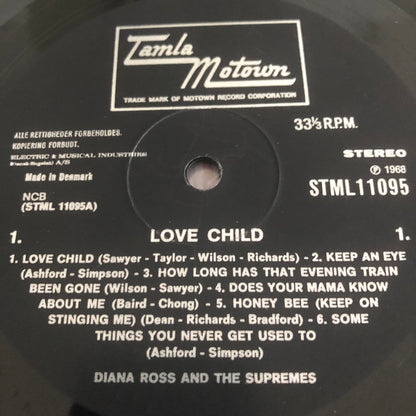 Tamla
Motown
TRADE MARK OF MOTOWN RECORD CORPORATION
ALLE RETTIGHEDER FORBEHOLDES.
KOPIERING FORBUDT.
ELECTRIC & MUSICAL INDUSTRIES
(Dansk-Engelsk) A/S
Made in Denmark
NCB
(STML 11095A)
33⅓ R.P.M.
STEREO
Ⓟ 1968
STML11095
1. LOVE CHILD 1.
1. LOVE CHILD (Sawyer - Taylor - Wilson - Richards) - 2. KEEP AN EYE
(Ashford - Simpson) - 3. HOW LONG HAS THAT EVENING TRAIN
BEEN GONE (Wilson - Sawyer) - 4. DOES YOUR MAMA KNOW
ABOUT ME (Baird - Chong) - 5. HONEY BEE (KEEP ON
STINGING ME) (Dean - Richards - Bradford) - 6. SOME
THINGS YOU NEVER GET USED TO
(Ashford - Simpson)
DIANA ROSS AND THE SUPREMES